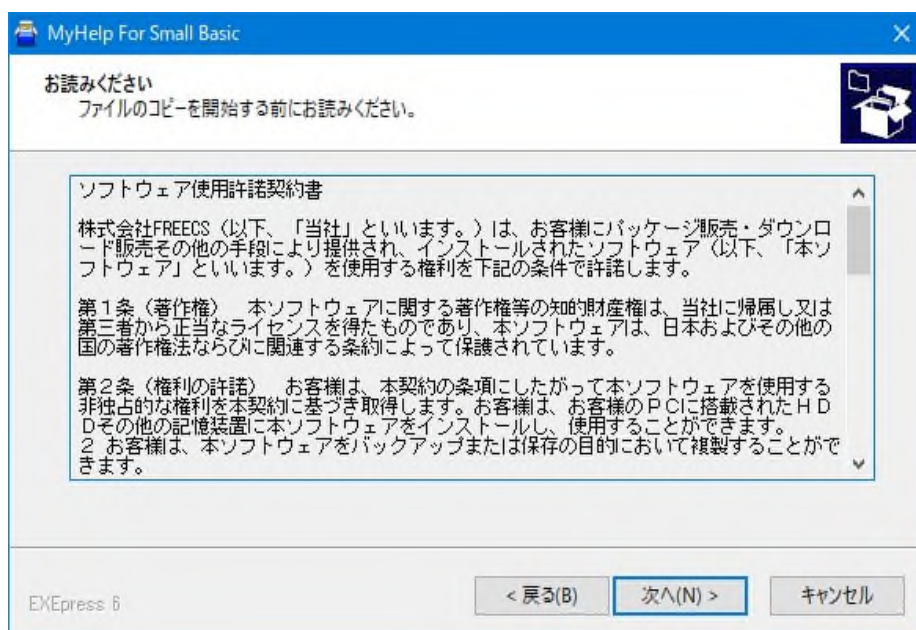 MyHelp For Small Basic
お読みください
ファイルのコピーを開始する前にお読みください。
ソフトウェア使用許諾契約書
株式会社FREECS（以下、「当社」といいます。）は、お客様にパッケージ販売・ダウンロ
ード販売その他の手段により提供され、インストールされたソフトウェア（以下、「本ソ
フトウェア」といいます。）を使用する権利を下記の条件で許諾します。
第１条（著作権）　本ソフトウェアに関する著作権等の知的財産権は、当社に帰属し又は
第三者から正当なライセンスを得たものであり、本ソフトウェアは、日本およびその他の
国の著作権法ならびに関連する条約によって保護されています。
第２条（権利の許諾）　お客様は、本契約の条項にしたがって本ソフトウェアを使用する
非独占的な権利を本契約に基づき取得します。お客様は、お客様のＰＣに搭載されたＨＤ
Ｄその他の記憶装置に本ソフトウェアをインストールし、使用することができます。
２ お客様は、本ソフトウェアをバックアップまたは保存の目的において複製することがで
きます。
EXEpress 6
< 戻る(B)
次へ(N) >
キャンセル